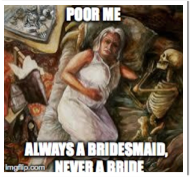 POOR ME
ALWAYS A BRIDESMAID,
NEVER A BRIDE
imgflip.com